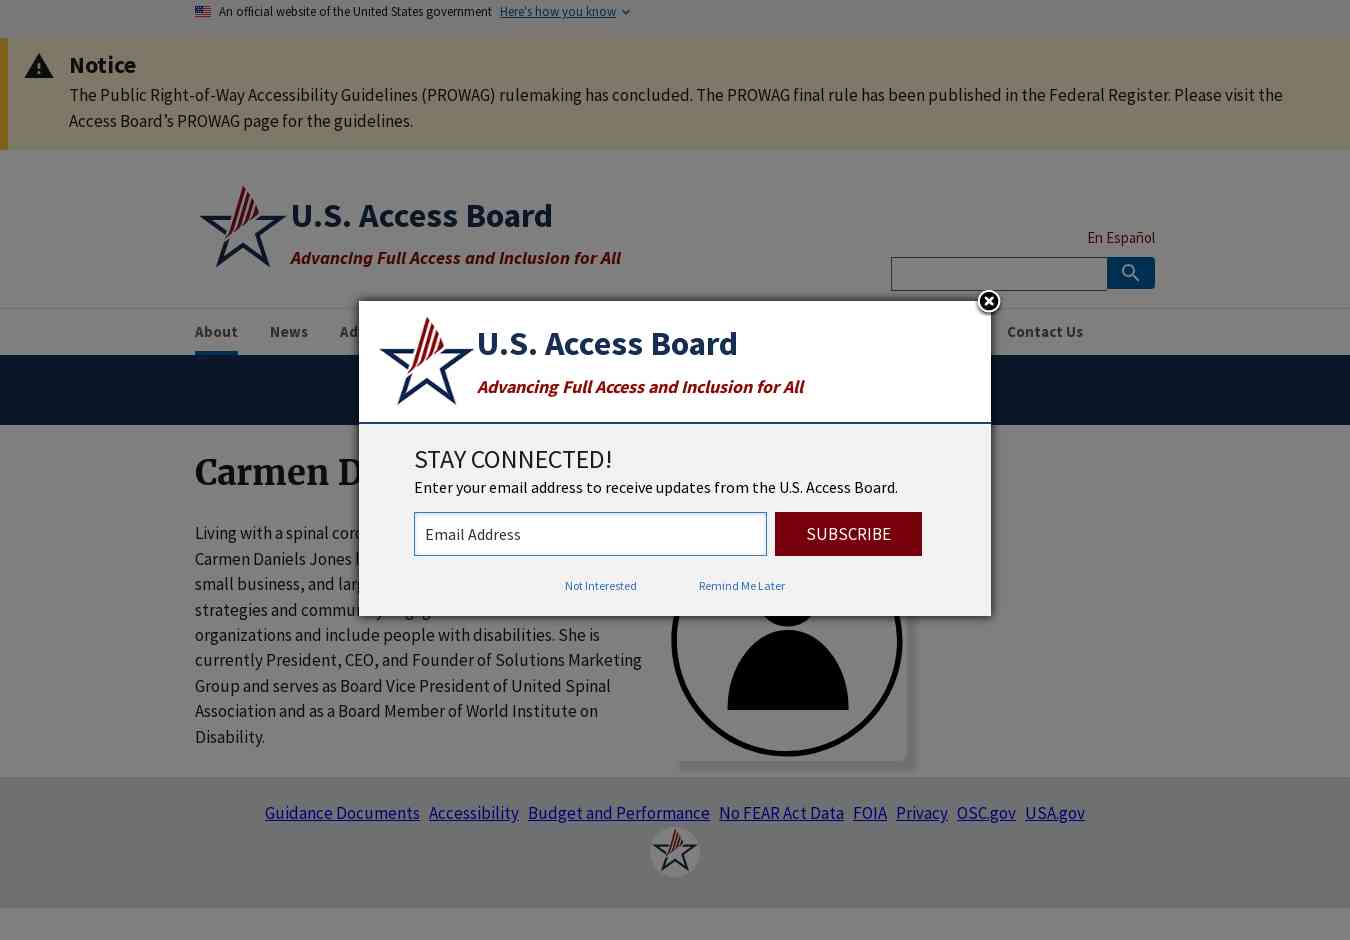 An official website of the United States government Here's how you know
Notice
The Public Right-of-Way Accessibility Guidelines (PROWAG) rulemaking has concluded. The PROWAG final rule has been published in the Federal Register. Please visit the
Access Board’s PROWAG page for the guidelines.
U.S. Access Board
Advancing Full Access and Inclusion for All
En Español
About News Ad Contact Us
U.S. Access Board
Advancing Full Access and Inclusion for All
STAY CONNECTED!
Enter your email address to receive updates from the U.S. Access Board.
Email Address SUBSCRIBE
Not Interested Remind Me Later
Carmen D
Living with a spinal cor
Carmen Daniels Jones
small business, and
strategies and
organizations and include people with disabilities. She is
currently President, CEO, and Founder of Solutions Marketing
Group and serves as Board Vice President of United Spinal
Association and as a Board Member of World Institute on
Disability.
Guidance Documents Accessibility Budget and Performance No FEAR Act Data FOIA Privacy OSC.gov USA.gov